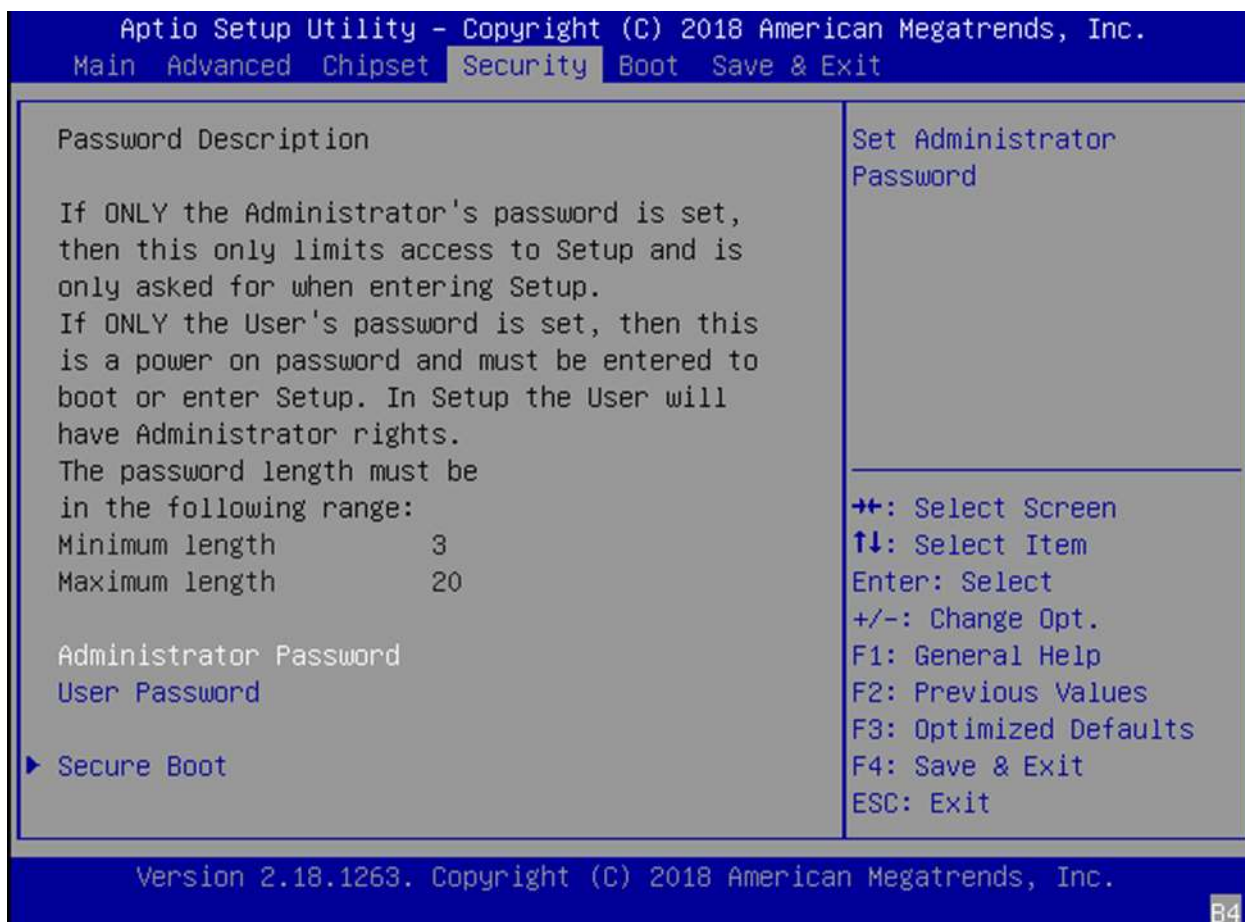 Aptio Setup Utility – Copyright (C) 2018 American Megatrends, Inc.
Main Advanced Chipset Security Boot Save & Exit
Password Description
If ONLY the Administrator's password is set,
then this only limits access to Setup and is
only asked for when entering Setup.
If ONLY the User's password is set, then this
is a power on password and must be entered to
boot or enter Setup. In Setup the User will
have Administrator rights.
The password length must be
in the following range:
Minimum length 3
Maximum length 20
Administrator Password
User Password
Secure Boot
Set Administrator
Password
→←: Select Screen
↑↓: Select Item
Enter: Select
+/-: Change Opt.
F1: General Help
F2: Previous Values
F3: Optimized Defaults
F4: Save & Exit
ESC: Exit
Version 2.18.1263. Copyright (C) 2018 American Megatrends, Inc.
B4